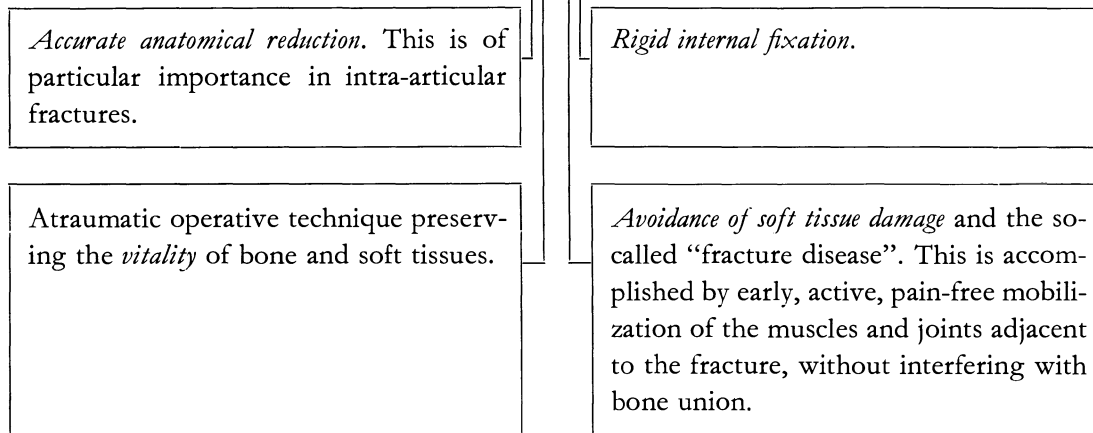 Accurate anatomical reduction. This is of
particular importance in intra-articular
fractures.
Rigid internal fixation.
Atraumatic operative technique preserv-
ing the vitality of bone and soft tissues.
Avoidance of soft tissue damage and the so-
called “fracture disease”. This is accom-
plished by early, active, pain-free mobili-
zation of the muscles and joints adjacent
to the fracture, without interfering with
bone union.